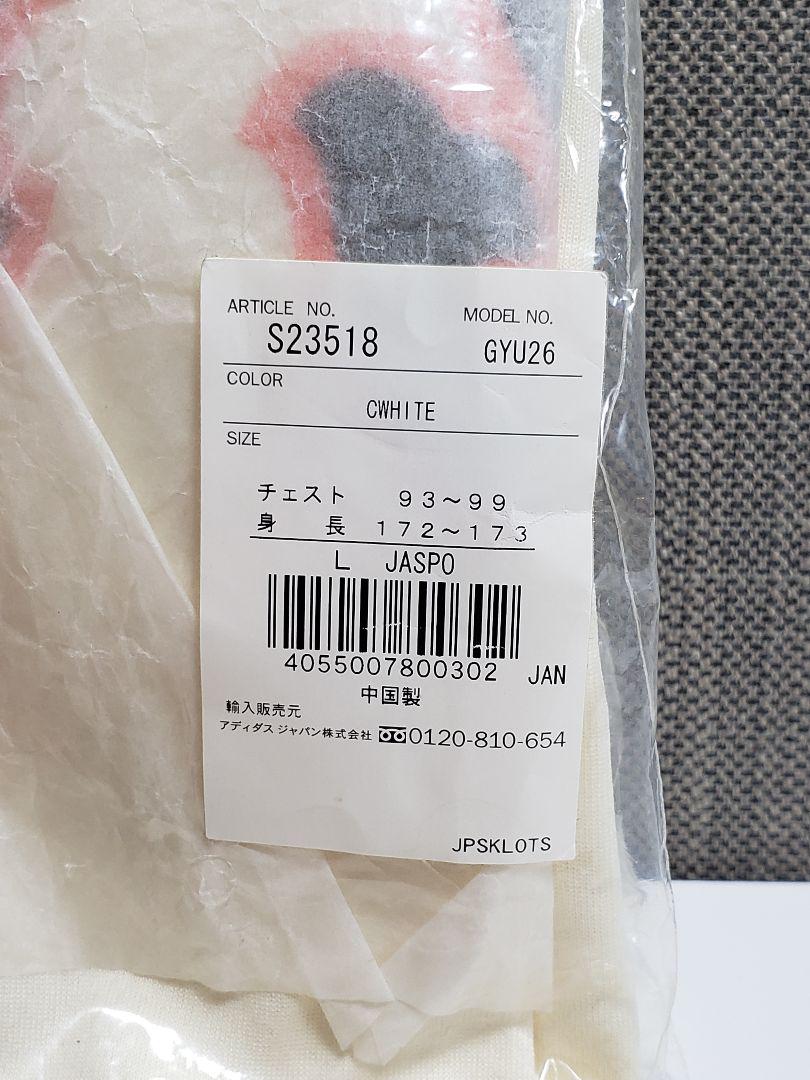 ARTICLE NO. MODEL NO.
S23518 GYU26
COLOR
CWHITE
SIZE
チェスト 93～99
身 長 172～173
L JASPO
4055007800302 JAN
中国製
輸入販売元
アディダス ジャパン株式会社 0120-810-654
JPSKLOTS